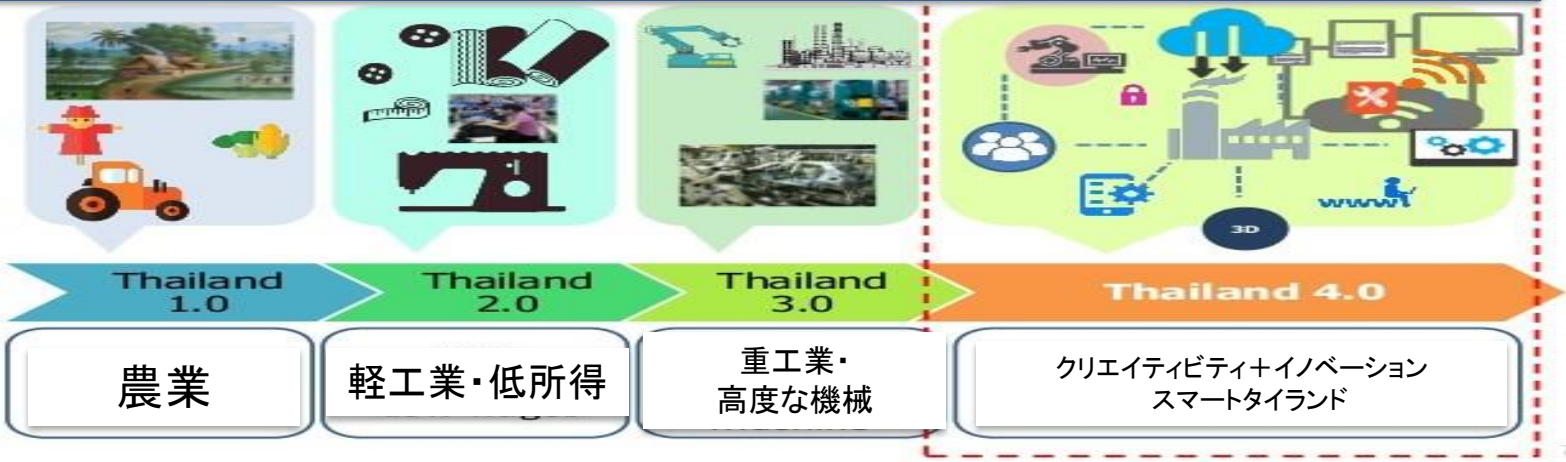 3D
www
Thailand
1.0
Thailand
2.0
Thailand
3.0
Thailand 4.0
農業
軽工業・低所得
重工業・
高度な機械
クリエイティビティ＋イノベーション
スマートタイランド